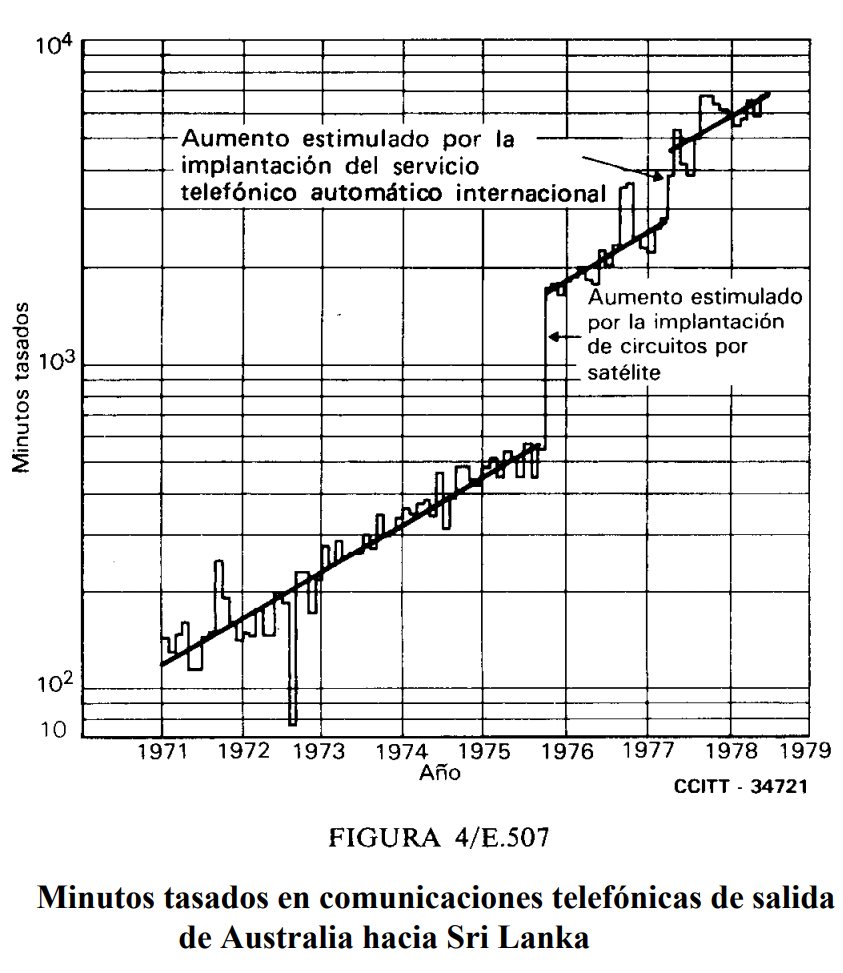 10⁴
Aumento estimulado por la
implantación del servicio
telefónico automático internacional
Aumento estimulado
por la implantación
de circuitos por
satélite
10³
Minutos tasados
10²
10
1971 1972 1973 1974 1975 1976 1977 1978 1979
Año
CCITT - 34721
FIGURA 4/E.507
Minutos tasados en comunicaciones telefónicas de salida
de Australia hacia Sri Lanka